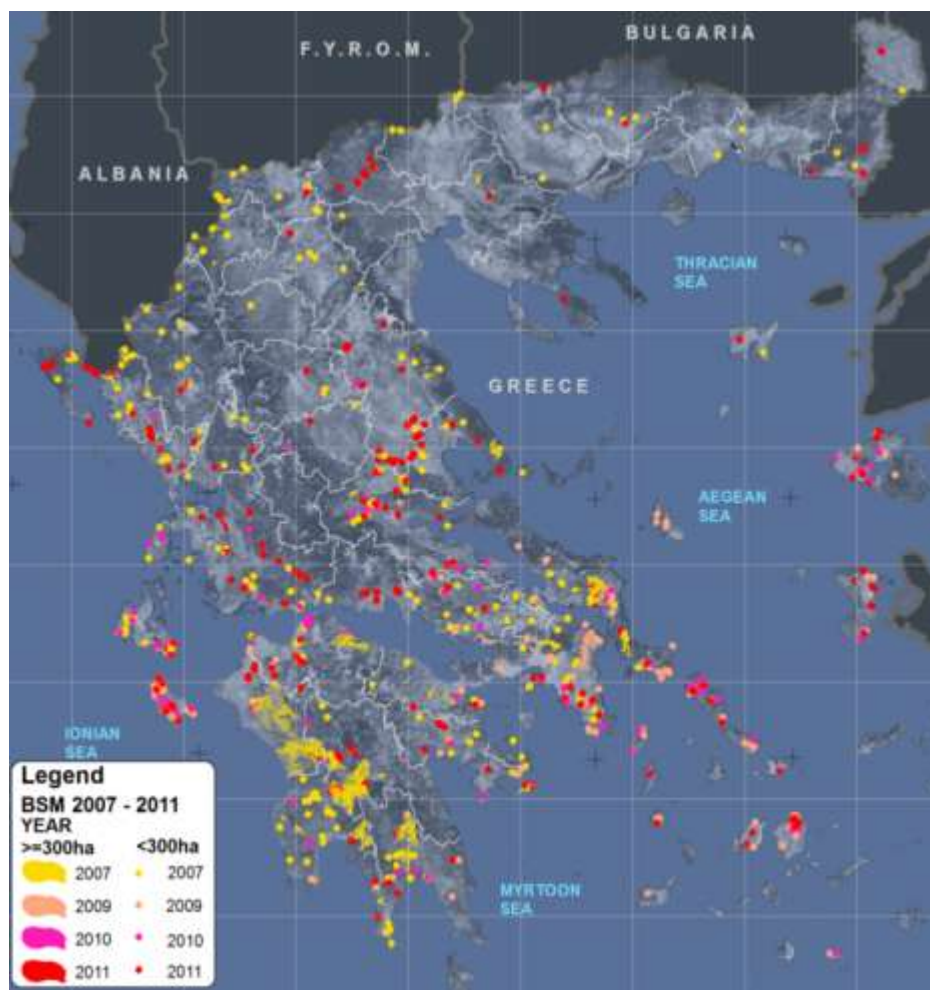 BULGARIA
F.Y.R.O.M.
ALBANIA
THRACIAN
SEA
GREECE
AEGEAN
SEA
IONIAN
SEA
MYRTOON
SEA
Legend
BSM 2007 - 2011
YEAR
>=300ha <300ha
2007 2007
2009 2009
2010 2010
2011 2011